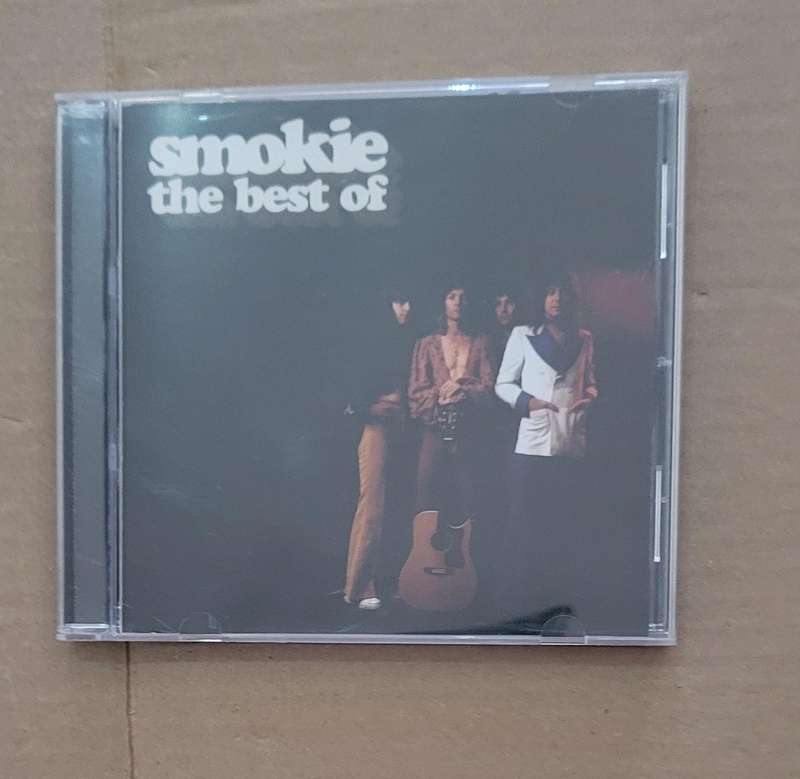 smokie
the best of